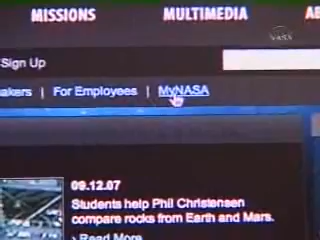 MISSIONS MULTIMEDIA
NASA
Sign Up
For Employees | MyNASA
09.12.07
Students help Phil Christensen
compare rocks from Earth and Mars.
› Read More